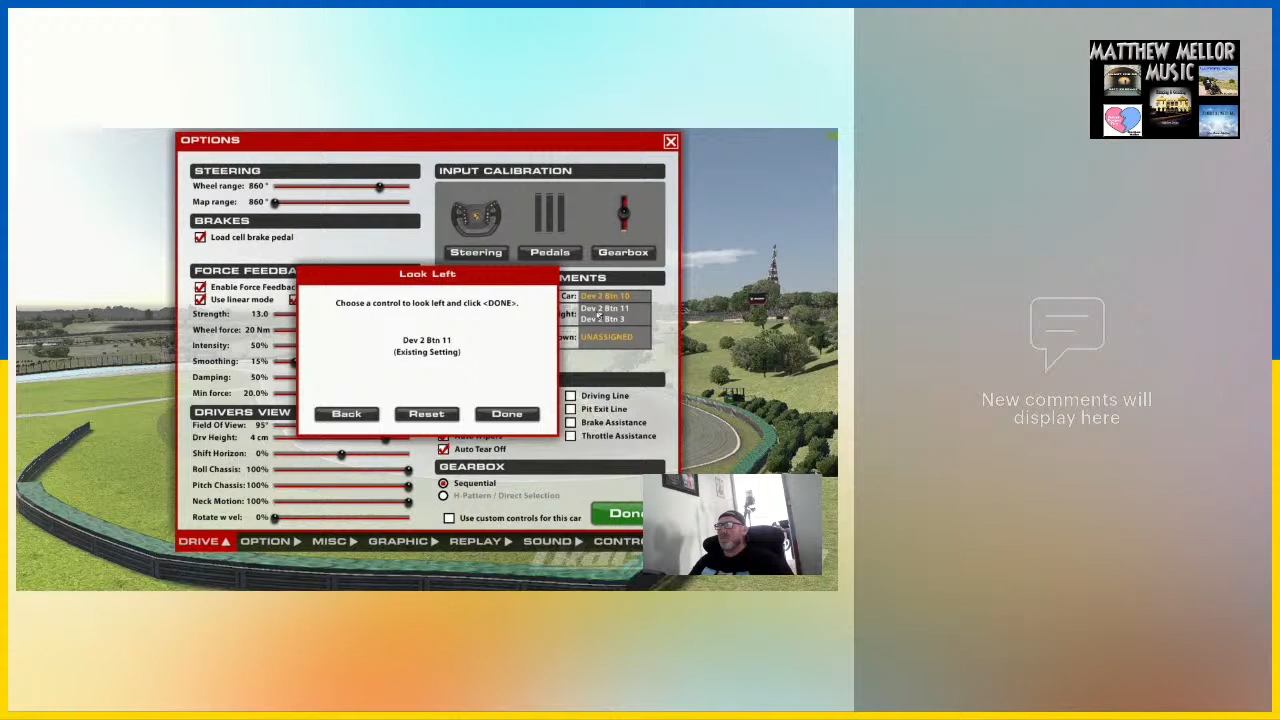 MATTHEW MELLOR
MUSIC
OPTIONS
STEERING
Wheel range: 860 °
Map range: 860 °
BRAKES
Load cell brake pedal
FORCE FEEDBA
Enable Force Feedbac
Use linear mode
Strength: 13.0
Wheel force: 20 Nm
Intensity: 50%
Smoothing: 15%
Damping: 50%
Min force: 20.0%
DRIVERS VIEW
Field Of View: 95°
Drv Height: 4 cm
Shift Horizon: 0%
Roll Chassis: 100%
Pitch Chassis: 100%
Neck Motion: 100%
Rotate w vel: 0%
INPUT CALIBRATION
Steering
Pedals
Gearbox
MENTS
Car: Dev 2 Btn 10
ight: Dev 2 Btn 11
Dev 2 Btn 3
own: UNASSIGNED
Look Left
Choose a control to look left and click <DONE>.
Dev 2 Btn 11
(Existing Setting)
Back
Reset
Done
Driving Line
Pit Exit Line
Brake Assistance
Throttle Assistance
Auto Wipers
Auto Tear Off
GEARBOX
Sequential
H-Pattern / Direct Selection
Use custom controls for this car
Done
DRIVE
OPTION
MISC
GRAPHIC
REPLAY
SOUND
CONTRO
New comments will
display here